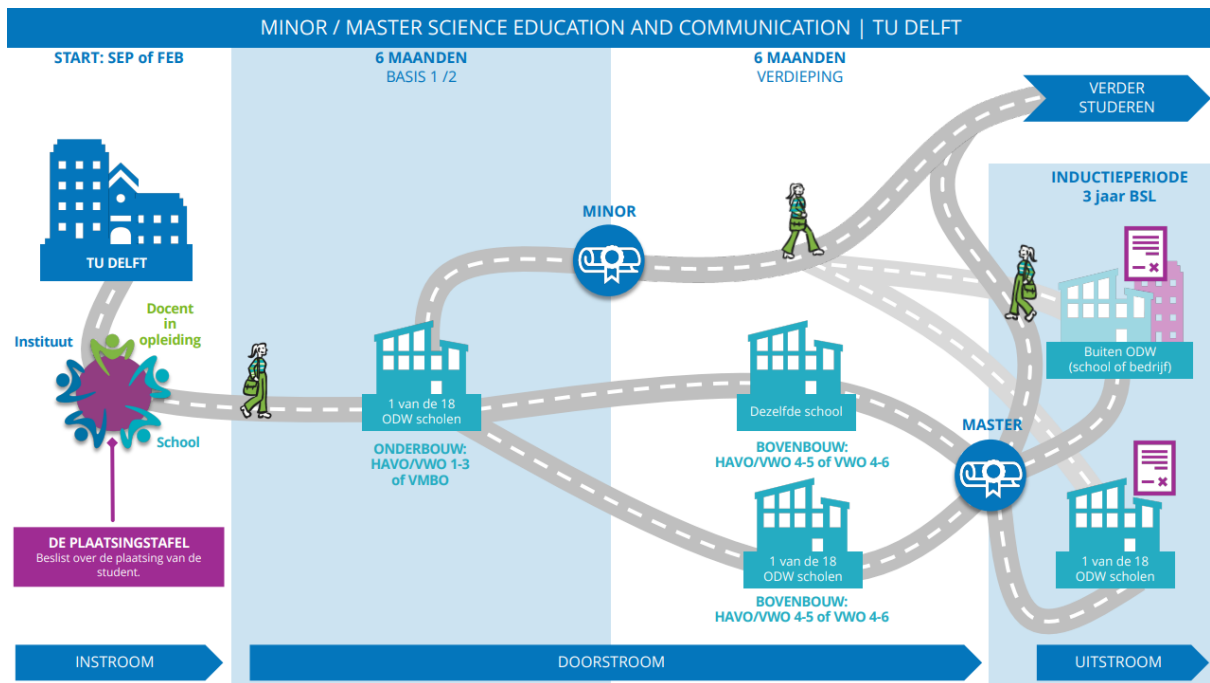 MINOR / MASTER SCIENCE EDUCATION AND COMMUNICATION | TU DELFT
START: SEP of FEB
6 MAANDEN
BASIS 1 /2
6 MAANDEN
VERDIEPING
VERDER
STUDEREN
INDUCTIEPERIODE
3 jaar BSL
MINOR
TU DELFT
Docent
in
opleiding
Instituut
School
1 van de 18
ODW scholen
ONDERBOUW:
HAVO/VWO 1-3
of VMBO
Dezelfde school
BOVENBOUW:
HAVO/VWO 4-5 of VWO 4-6
MASTER
Buiten ODW
(school of bedrijf)
DE PLAATSINGSTAFEL
Beslist over de plaatsing van de
student.
1 van de 18
ODW scholen
BOVENBOUW:
HAVO/VWO 4-5 of VWO 4-6
1 van de 18
ODW scholen
INSTROOM
DOORSTROOM
UITSTROOM